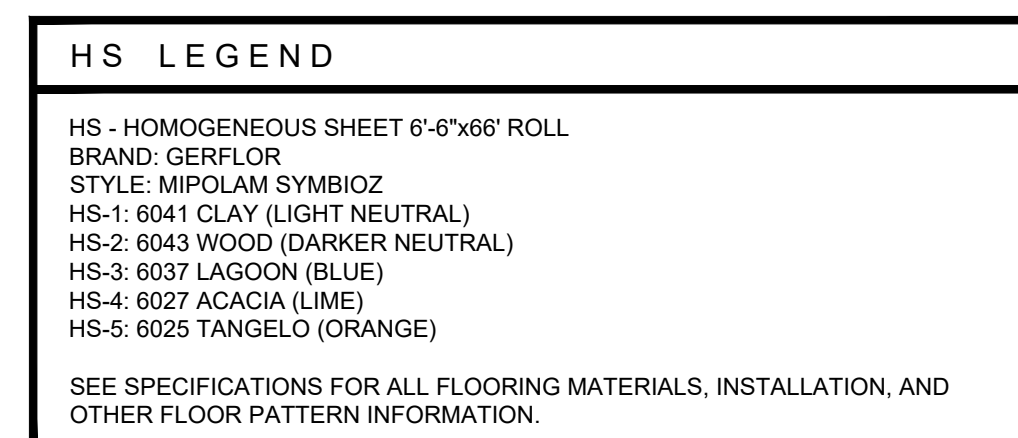 HS LEGEND
HS - HOMOGENEOUS SHEET 6'-6"x66' ROLL
BRAND: GERFLOR
STYLE: MIPOLAM SYMBIOZ
HS-1: 6041 CLAY (LIGHT NEUTRAL)
HS-2: 6043 WOOD (DARKER NEUTRAL)
HS-3: 6037 LAGOON (BLUE)
HS-4: 6027 ACACIA (LIME)
HS-5: 6025 TANGELO (ORANGE)
SEE SPECIFICATIONS FOR ALL FLOORING MATERIALS, INSTALLATION, AND
OTHER FLOOR PATTERN INFORMATION.